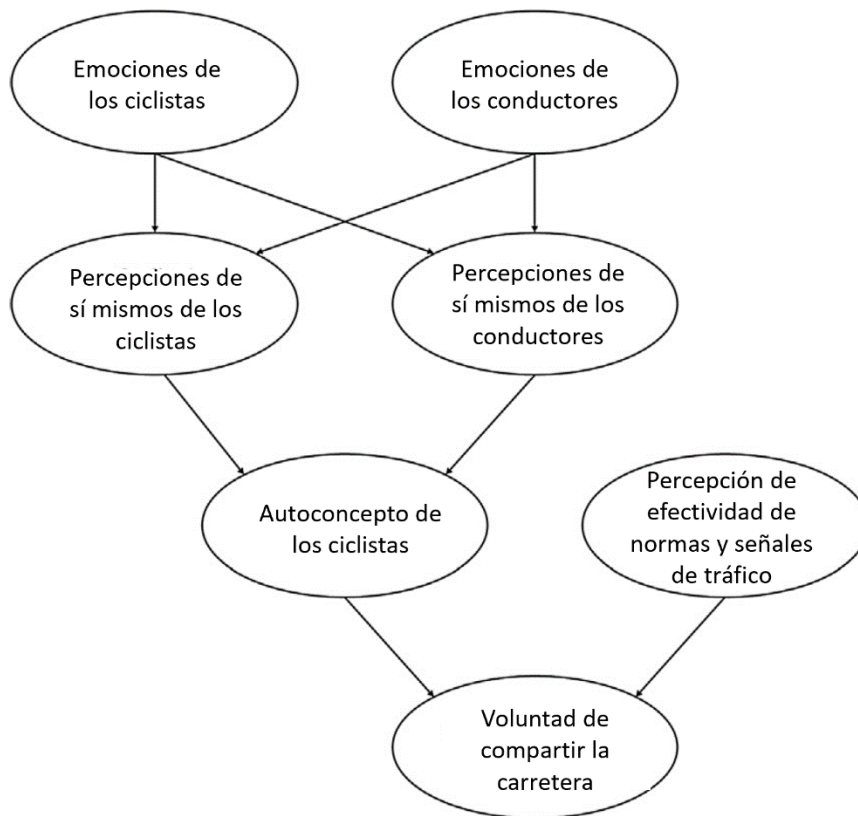 Emociones de
los ciclistas
Emociones de
los conductores
Percepciones de
sí mismos de los
ciclistas
Percepciones de
sí mismos de los
conductores
Autoconcepto de
los ciclistas
Percepción de
efectividad de
normas y señales
de tráfico
Voluntad de
compartir la
carretera